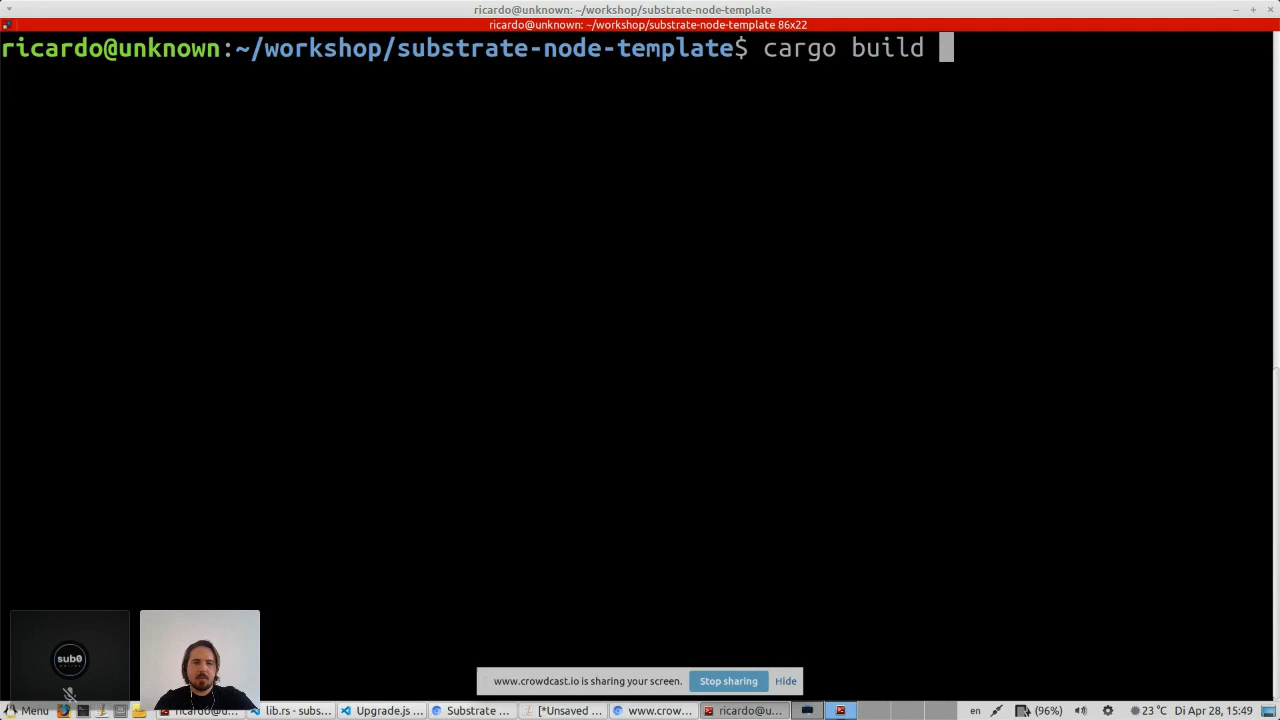 ricardo@unknown: ~/workshop/substrate-node-template
ricardo@unknown: ~/workshop/substrate-node-template 86x22
ricardo@unknown:~/workshop/substrate-node-template$ cargo build
sub0
www.crowdcast.io is sharing your screen. Stop sharing Hide
Menu ricardo@u... lib.rs - subs... Upgrade.js ... Substrate ... [*Unsaved ... www.crow... ricardo@u... en (96%) 23 °C Di Apr 28, 15:49